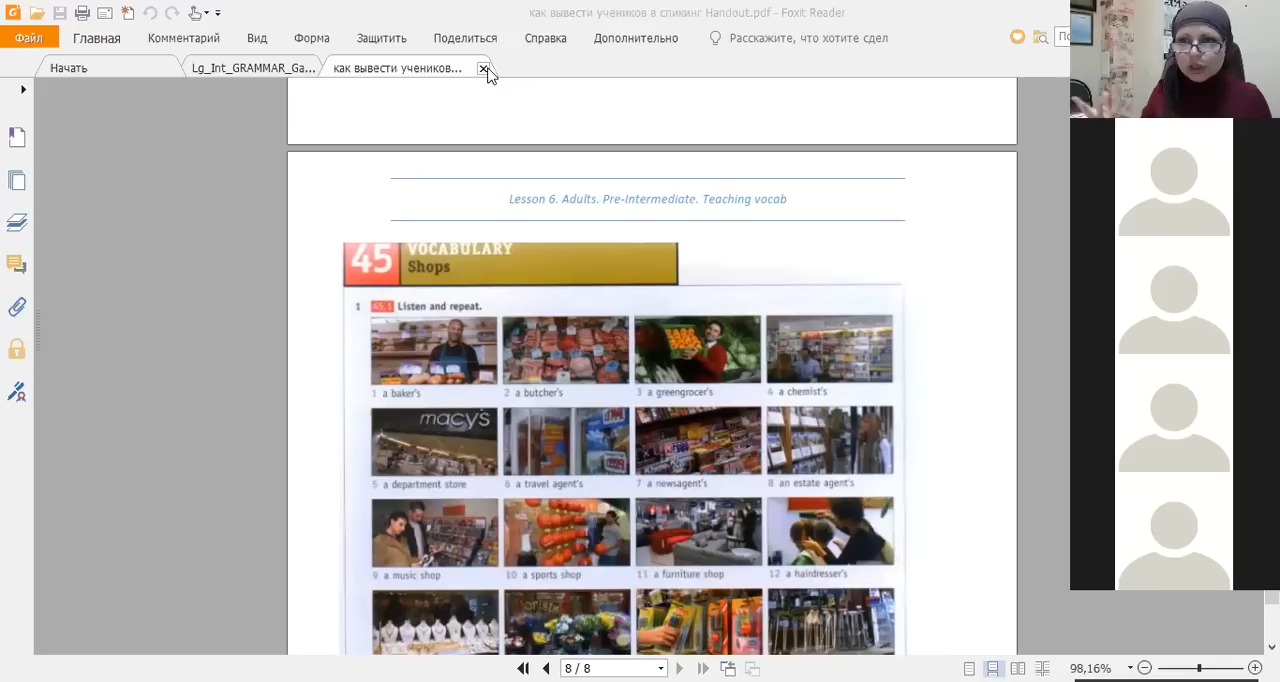 как вывести учеников в спикинг Handout.pdf - Foxit Reader
Файл
Главная
Комментарий
Вид
Форма
Защитить
Поделиться
Справка
Дополнительно
Расскажите, что хотите сдел
Начать
Lg_Int_GRAMMAR_Ga...
как вывести учеников...
Lesson 6. Adults. Pre-Intermediate. Teaching vocab
45
VOCABULARY
Shops
1 45.1 Listen and repeat.
macy's
1 a baker's
2 a butcher's
3 a greengrocer's
4 a chemist's
5 a department store
6 a travel agent's
7 a newsagent's
8 an estate agent's
9 a music shop
10 a sports shop
11 a furniture shop
12 a hairdresser's
8 / 8
98,16%